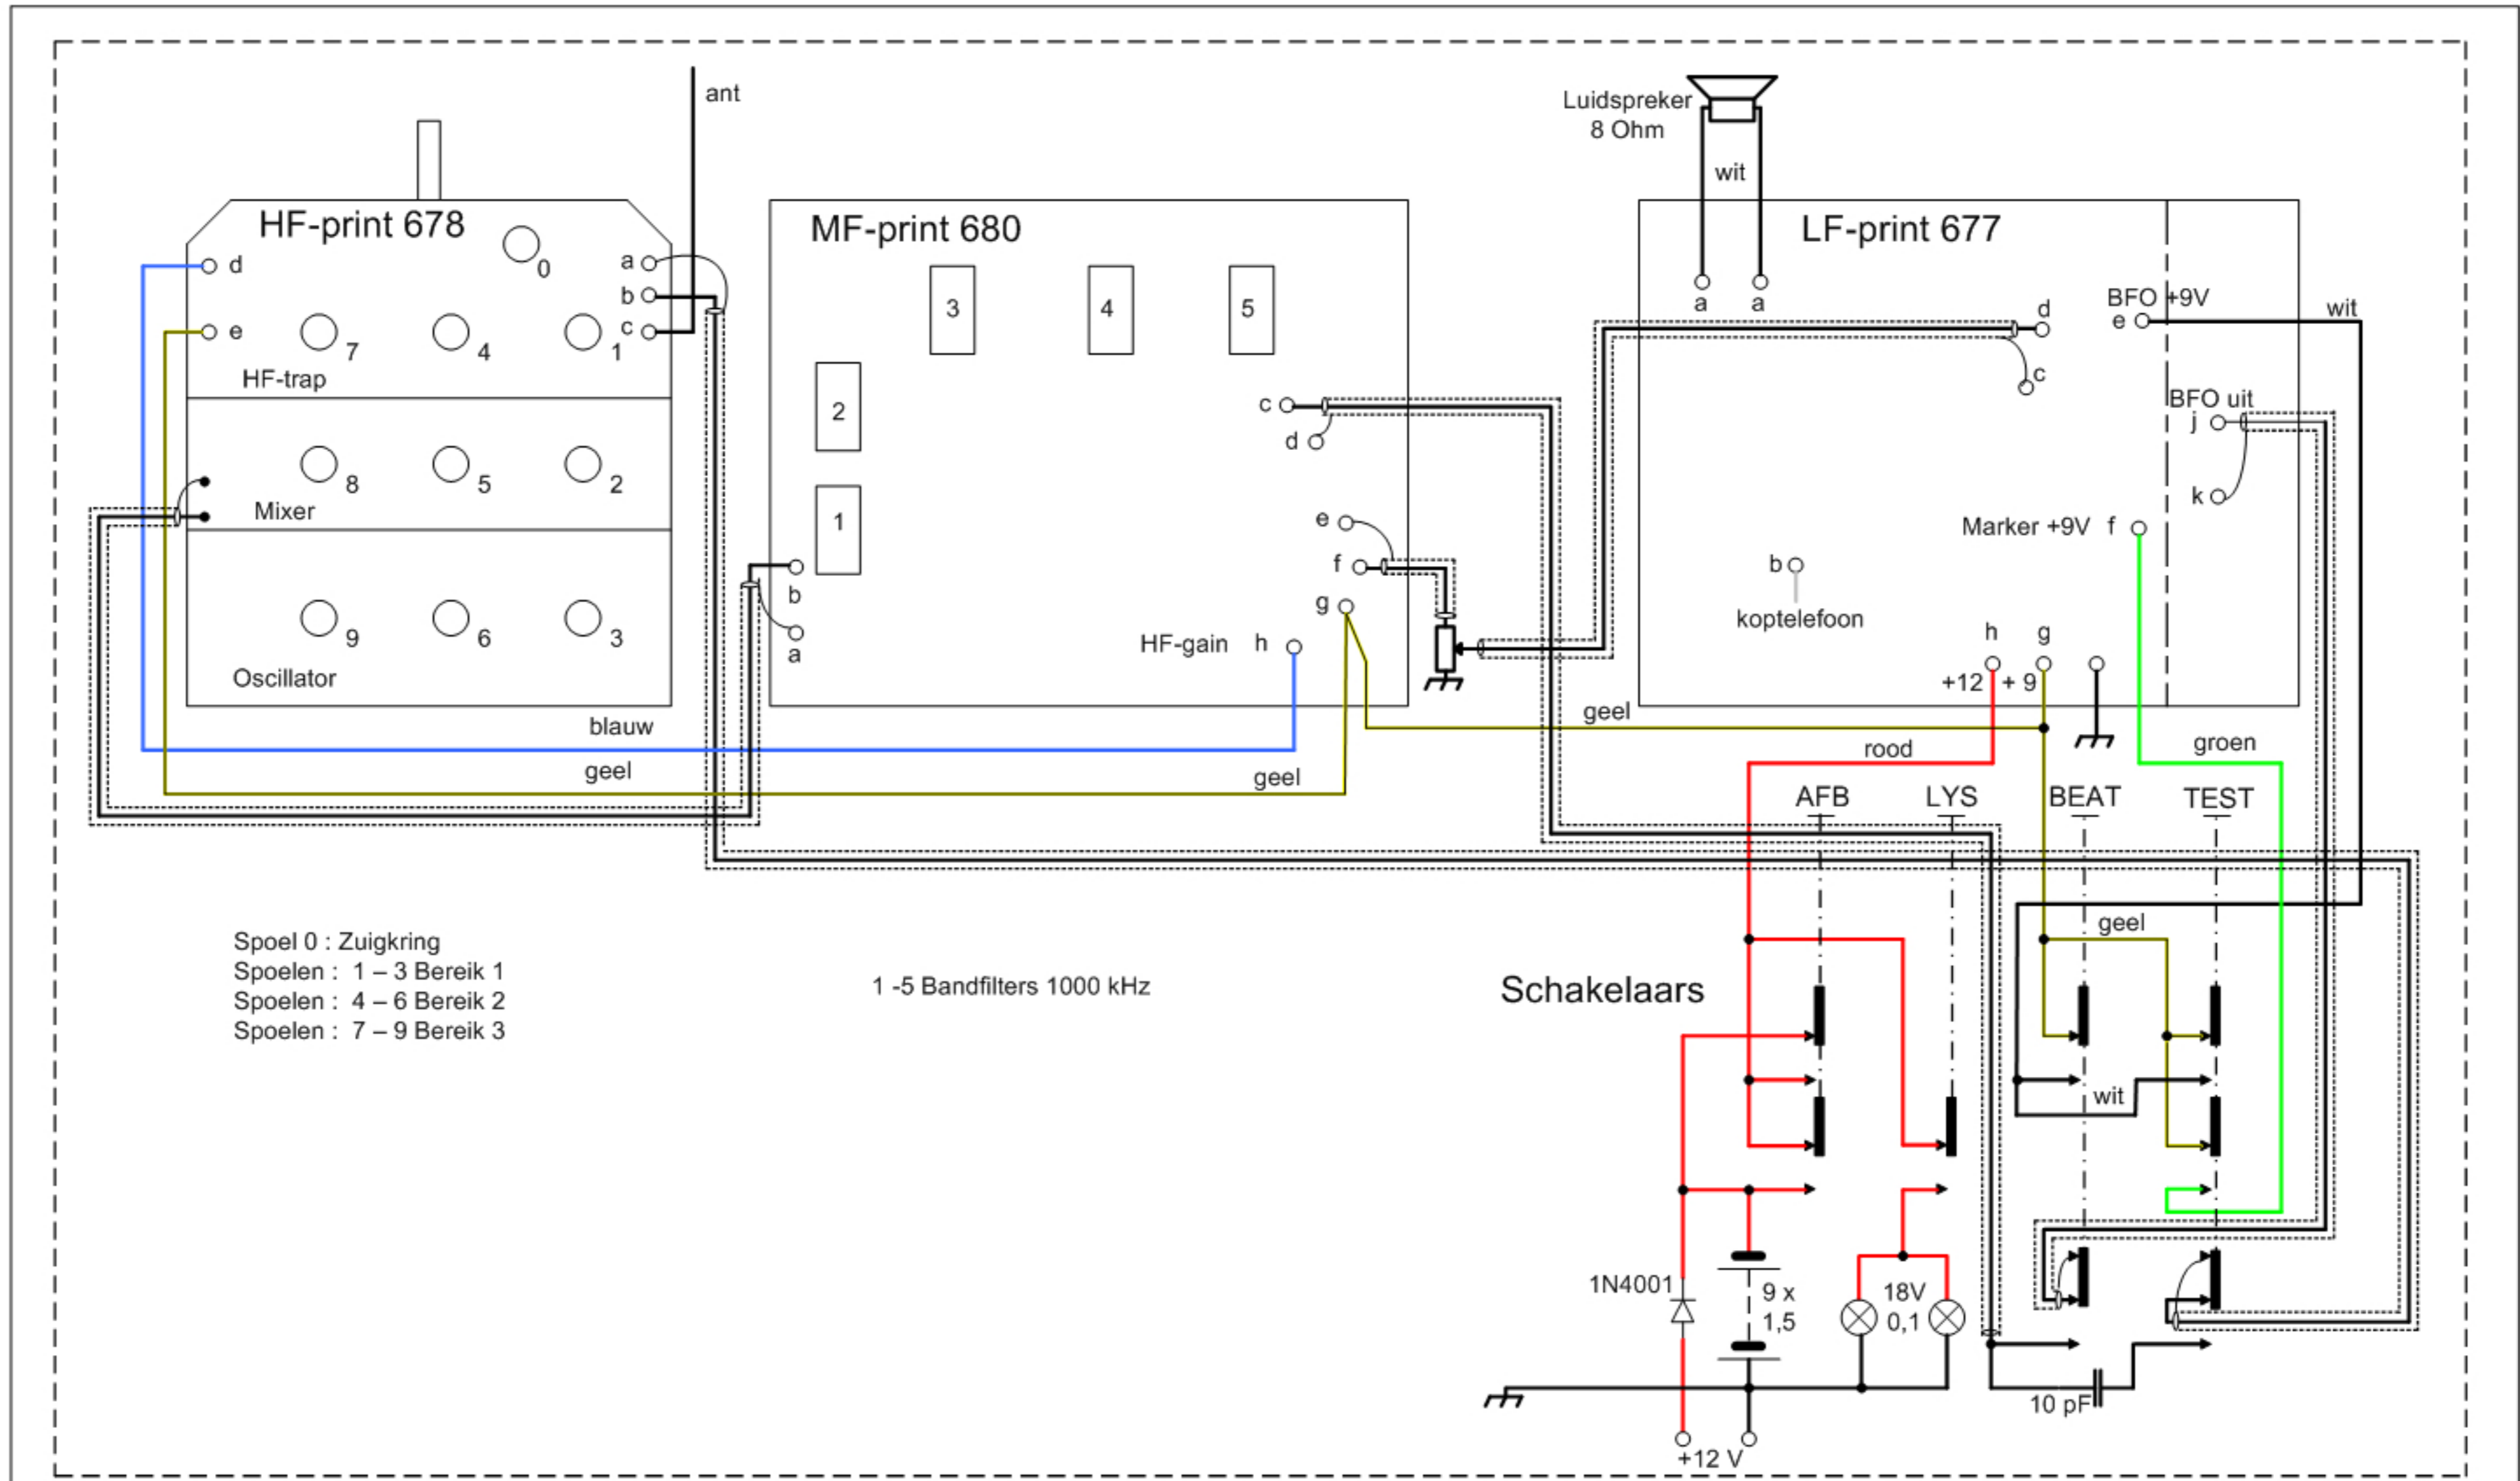 ant
Luidspreker
8 Ohm
wit
HF-print 678
0
d
e
a
b
c
7
4
1
HF-trap
8
5
2
Mixer
9
6
3
Oscillator
MF-print 680
3
4
5
2
1
c
d
e
f
g
b
a
HF-gain h
LF-print 677
a
a
d
c
BFO +9V
e
wit
BFO uit
j
k
Marker +9V f
b
koptelefoon
h
g
+12
+ 9
blauw
geel
geel
geel
rood
groen
AFB
LYS
BEAT
TEST
geel
wit
Spoel 0 : Zuigkring
Spoelen : 1 – 3 Bereik 1
Spoelen : 4 – 6 Bereik 2
Spoelen : 7 – 9 Bereik 3
1 -5 Bandfilters 1000 kHz
Schakelaars
1N4001
9 x
1,5
18V
0,1
10 pF
+12 V